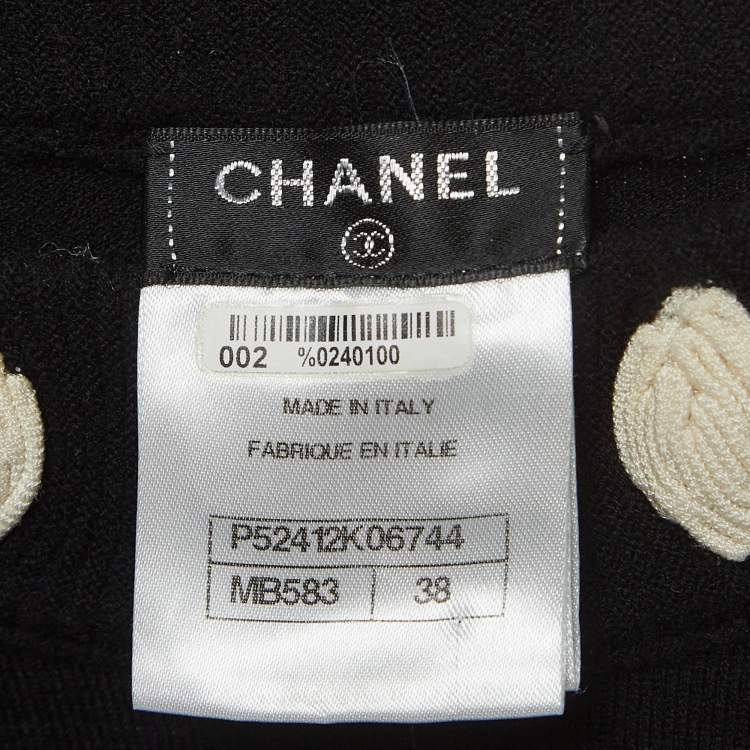 CHANEL
002 %0240100
MADE IN ITALY
FABRIQUE EN ITALIE
P52412K06744
MB583 38